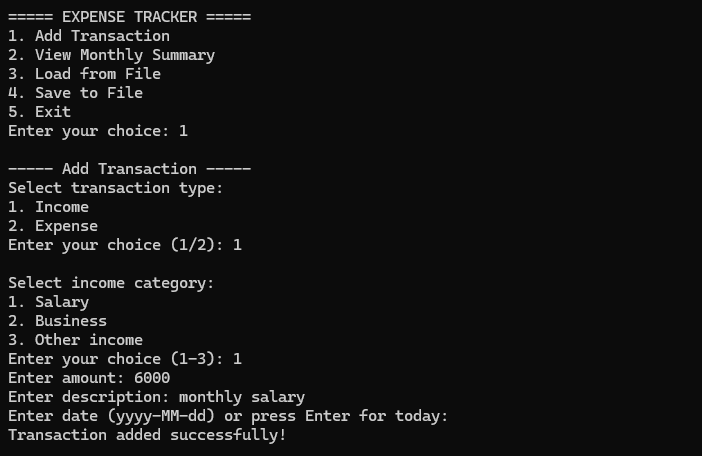 ===== EXPENSE TRACKER =====
1. Add Transaction
2. View Monthly Summary
3. Load from File
4. Save to File
5. Exit
Enter your choice: 1
----- Add Transaction -----
Select transaction type:
1. Income
2. Expense
Enter your choice (1/2): 1
Select income category:
1. Salary
2. Business
3. Other income
Enter your choice (1-3): 1
Enter amount: 6000
Enter description: monthly salary
Enter date (yyyy-MM-dd) or press Enter for today:
Transaction added successfully!